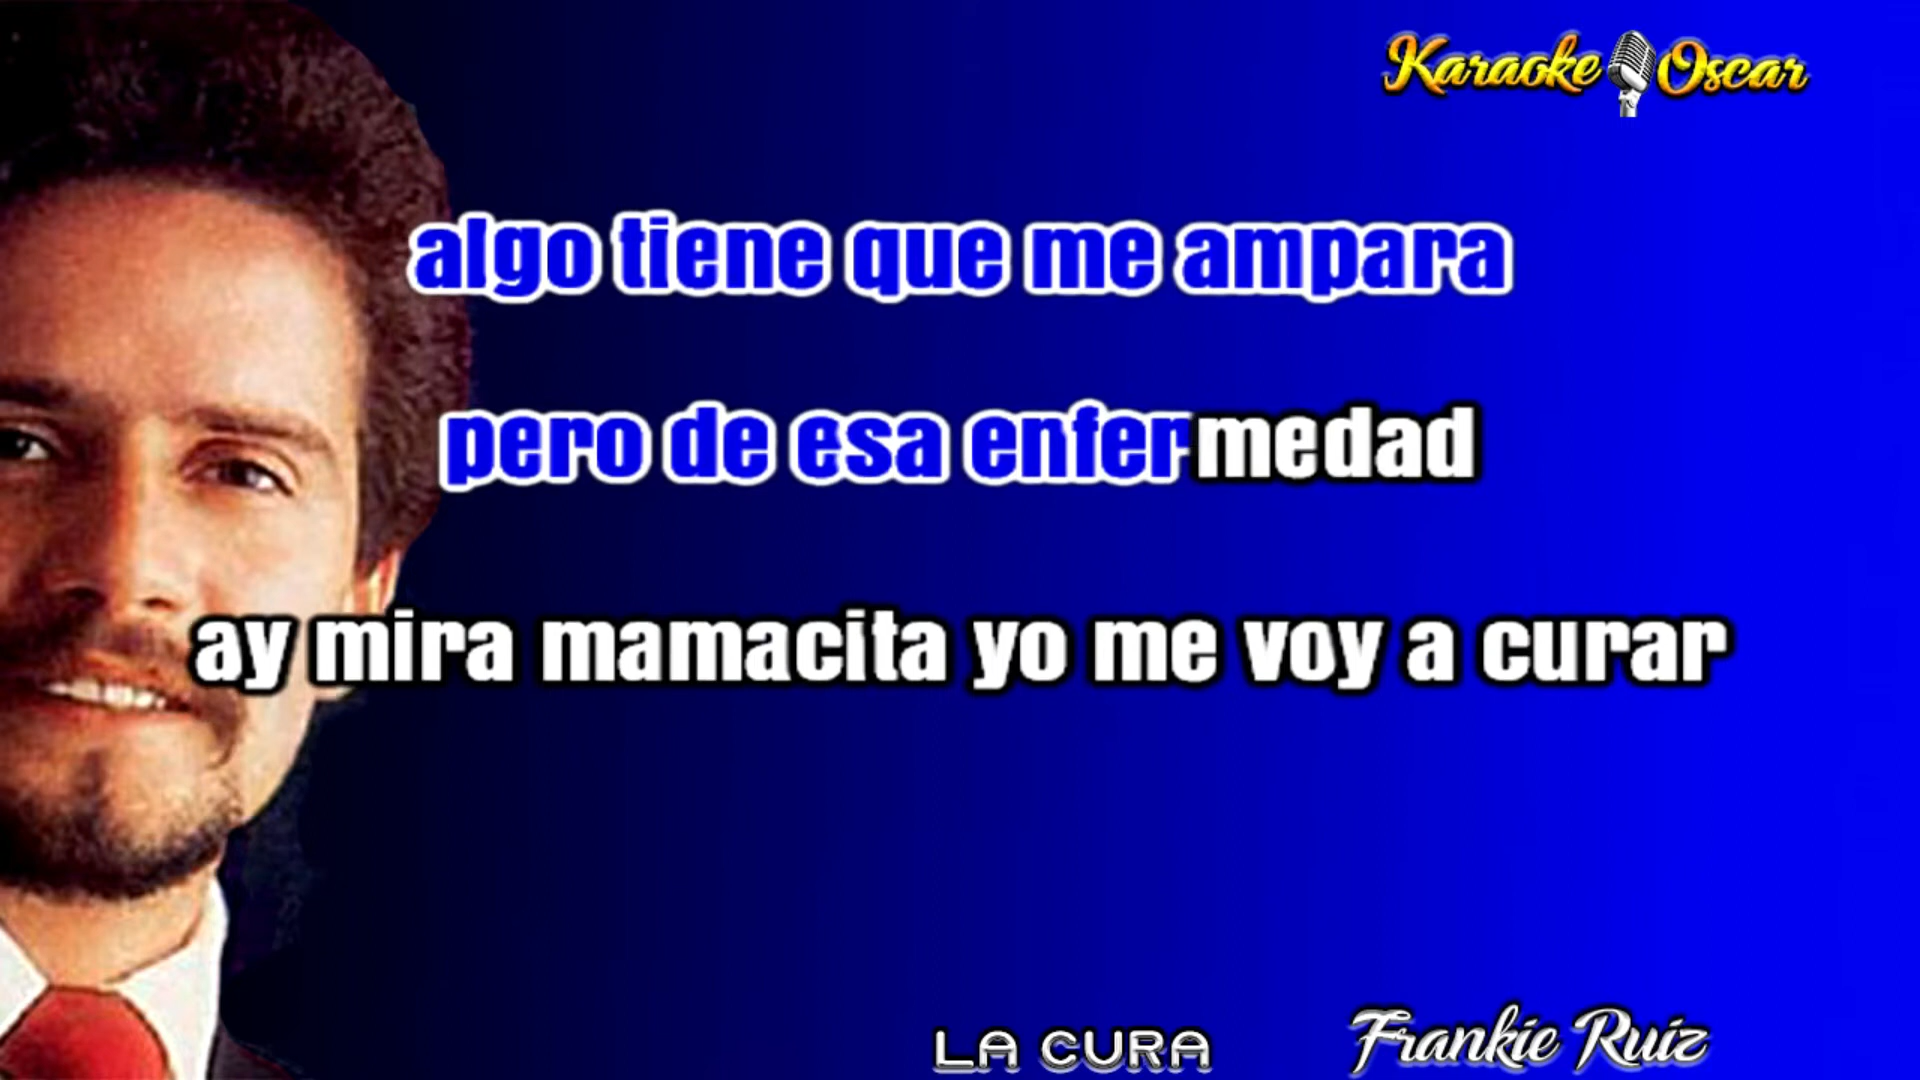 Karaoke Oscar
algo tiene que me ampara
pero de esa enfermedad
ay mira mamacita yo me voy a curar
LA CURA
Frankie Ruiz